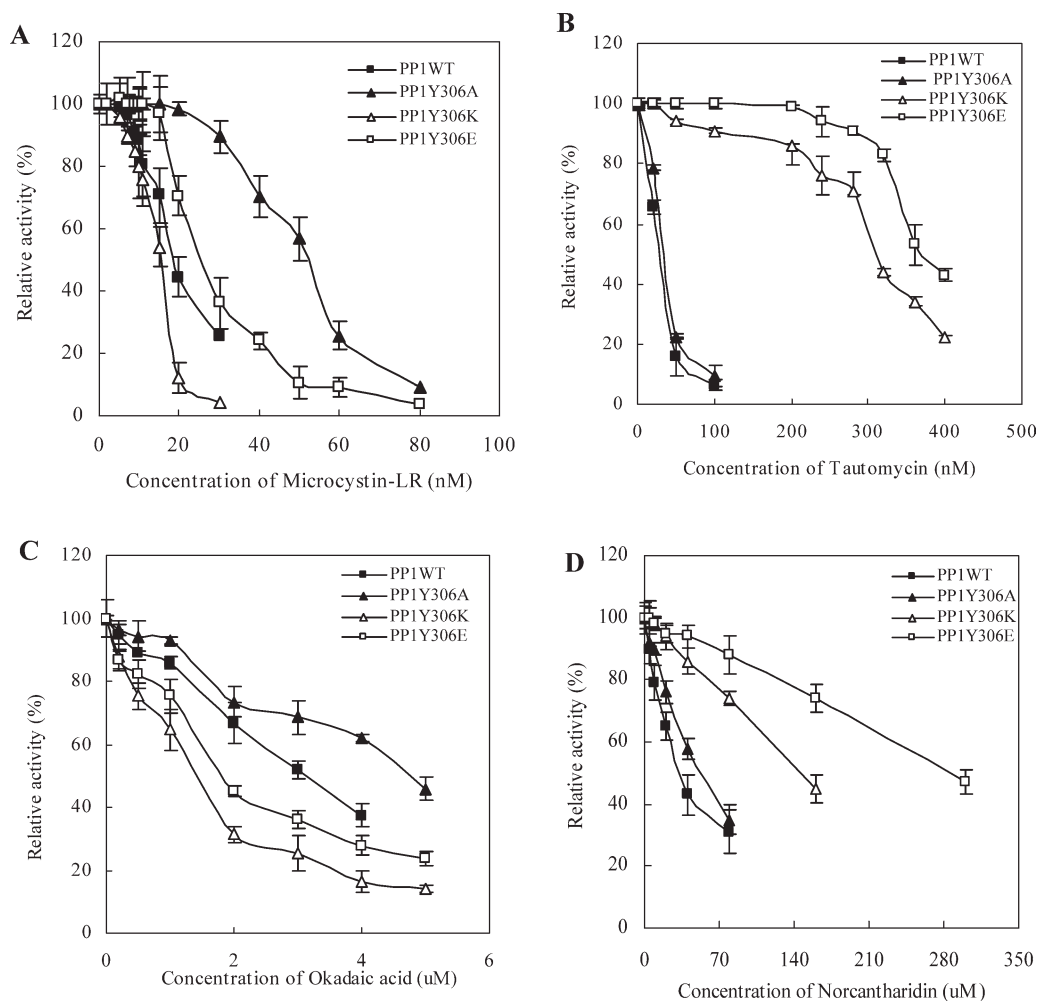 A
120
100
80
60
40
20
0
0 20 40 60 80 100
Relative activity (%)
Concentration of Microcystin-LR (nM)
PP1WT
PP1Y306A
PP1Y306K
PP1Y306E
B
120
100
80
60
40
20
0
0 100 200 300 400 500
Relative activity (%)
Concentration of Tautomycin (nM)
PP1WT
PP1Y306A
PP1Y306K
PP1Y306E
C
120
100
80
60
40
20
0
0 2 4 6
Relative activity (%)
Concentration of Okadaic acid (uM)
PP1WT
PP1Y306A
PP1Y306K
PP1Y306E
D
120
100
80
60
40
20
0
0 70 140 210 280 350
Relative activity (%)
Concentration of Norcantharidin (uM)
PP1WT
PP1Y306A
PP1Y306K
PP1Y306E